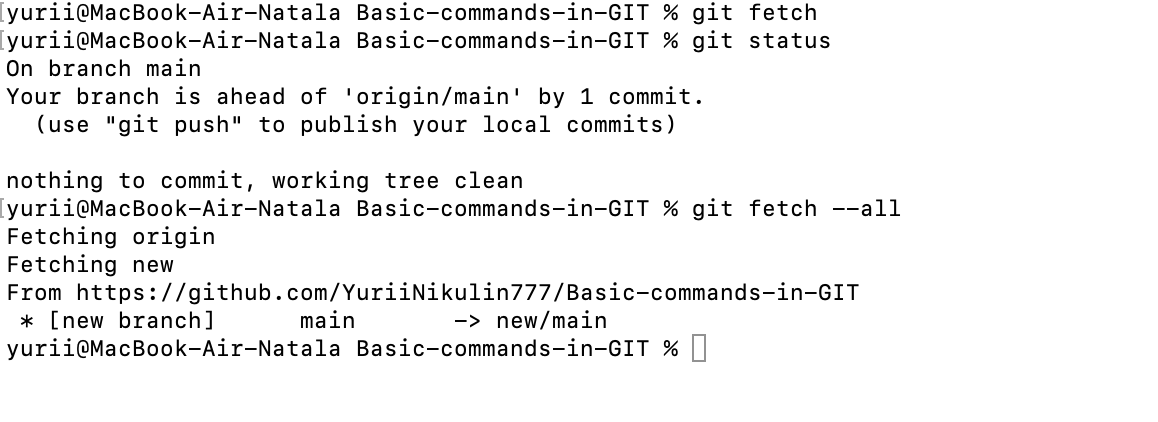 yurii@MacBook-Air-Natala Basic-commands-in-GIT % git fetch
yurii@MacBook-Air-Natala Basic-commands-in-GIT % git status
On branch main
Your branch is ahead of 'origin/main' by 1 commit.
  (use "git push" to publish your local commits)

nothing to commit, working tree clean
yurii@MacBook-Air-Natala Basic-commands-in-GIT % git fetch --all
Fetching origin
Fetching new
From https://github.com/YuriiNikulin777/Basic-commands-in-GIT
 * [new branch]      main       -> new/main
yurii@MacBook-Air-Natala Basic-commands-in-GIT %